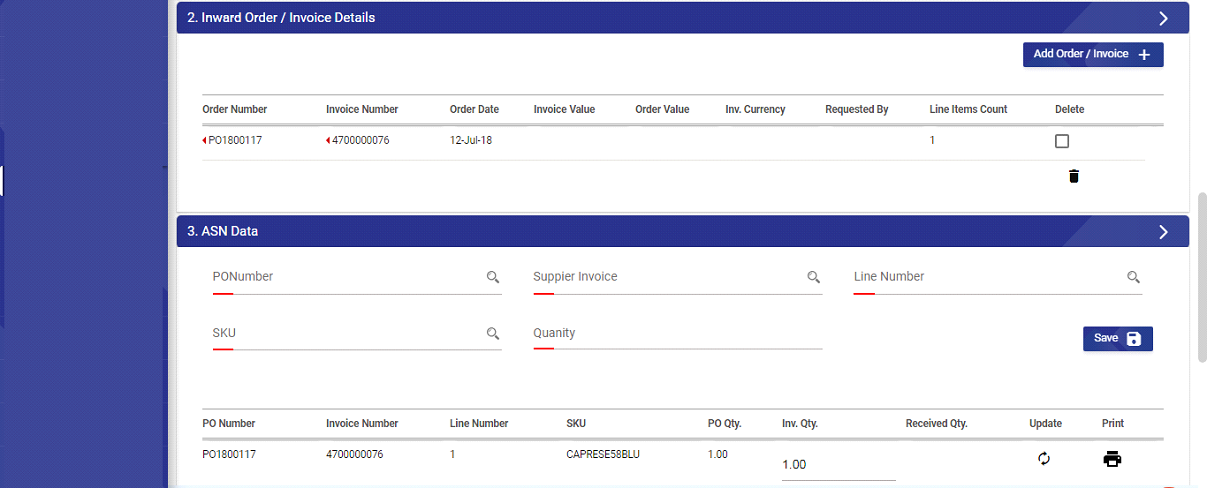 2. Inward Order / Invoice Details
Add Order / Invoice +
Order Number Invoice Number Order Date Invoice Value Order Value Inv. Currency Requested By Line Items Count Delete
PO1800117 4700000076 12-Jul-18 1
3. ASN Data
PONumber Suppier Invoice Line Number
SKU Quanity Save
PO Number Invoice Number Line Number SKU PO Qty. Inv. Qty. Received Qty. Update Print
PO1800117 4700000076 1 CAPRESE58BLU 1.00 1.00